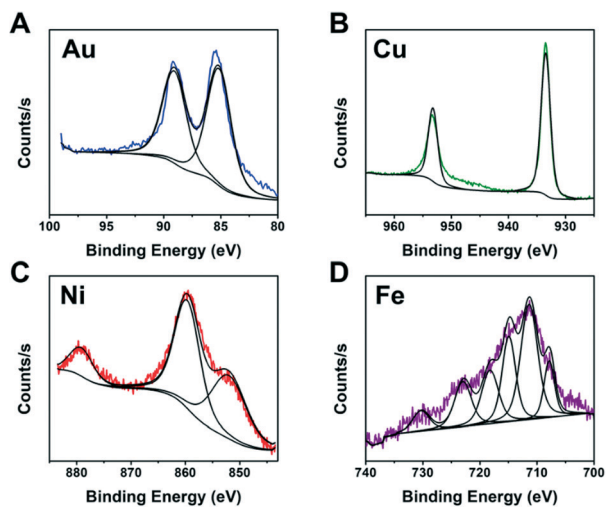 A
Au
Counts/s
100 95 90 85 80
Binding Energy (eV)
B
Cu
Counts/s
960 950 940 930
Binding Energy (eV)
C
Ni
Counts/s
880 870 860 850
Binding Energy (eV)
D
Fe
Counts/s
740 730 720 710 700
Binding Energy (eV)